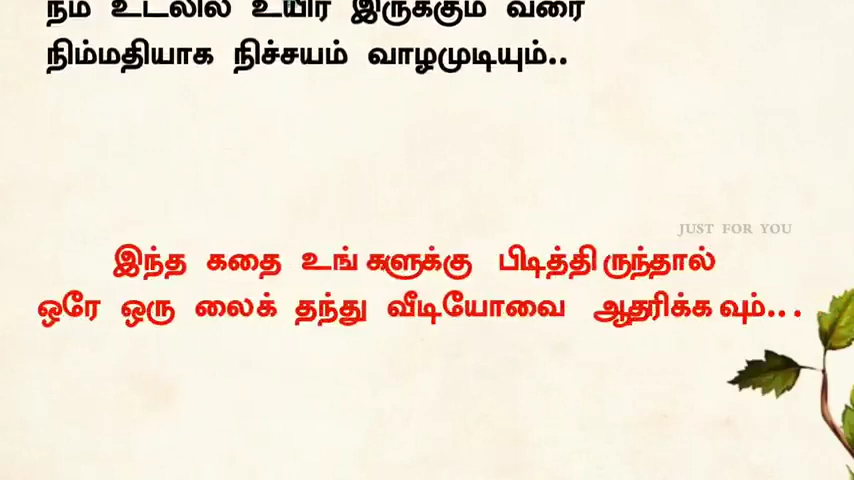 நம் உடலில் உயிர் இருக்கும் வரை
நிம்மதியாக நிச்சயம் வாழமுடியும்..
JUST FOR YOU
இந்த கதை உங்களுக்கு பிடித்திருந்தால்
ஒரே ஒரு லைக் தந்து வீடியோவை ஆதரிக்கவும்...